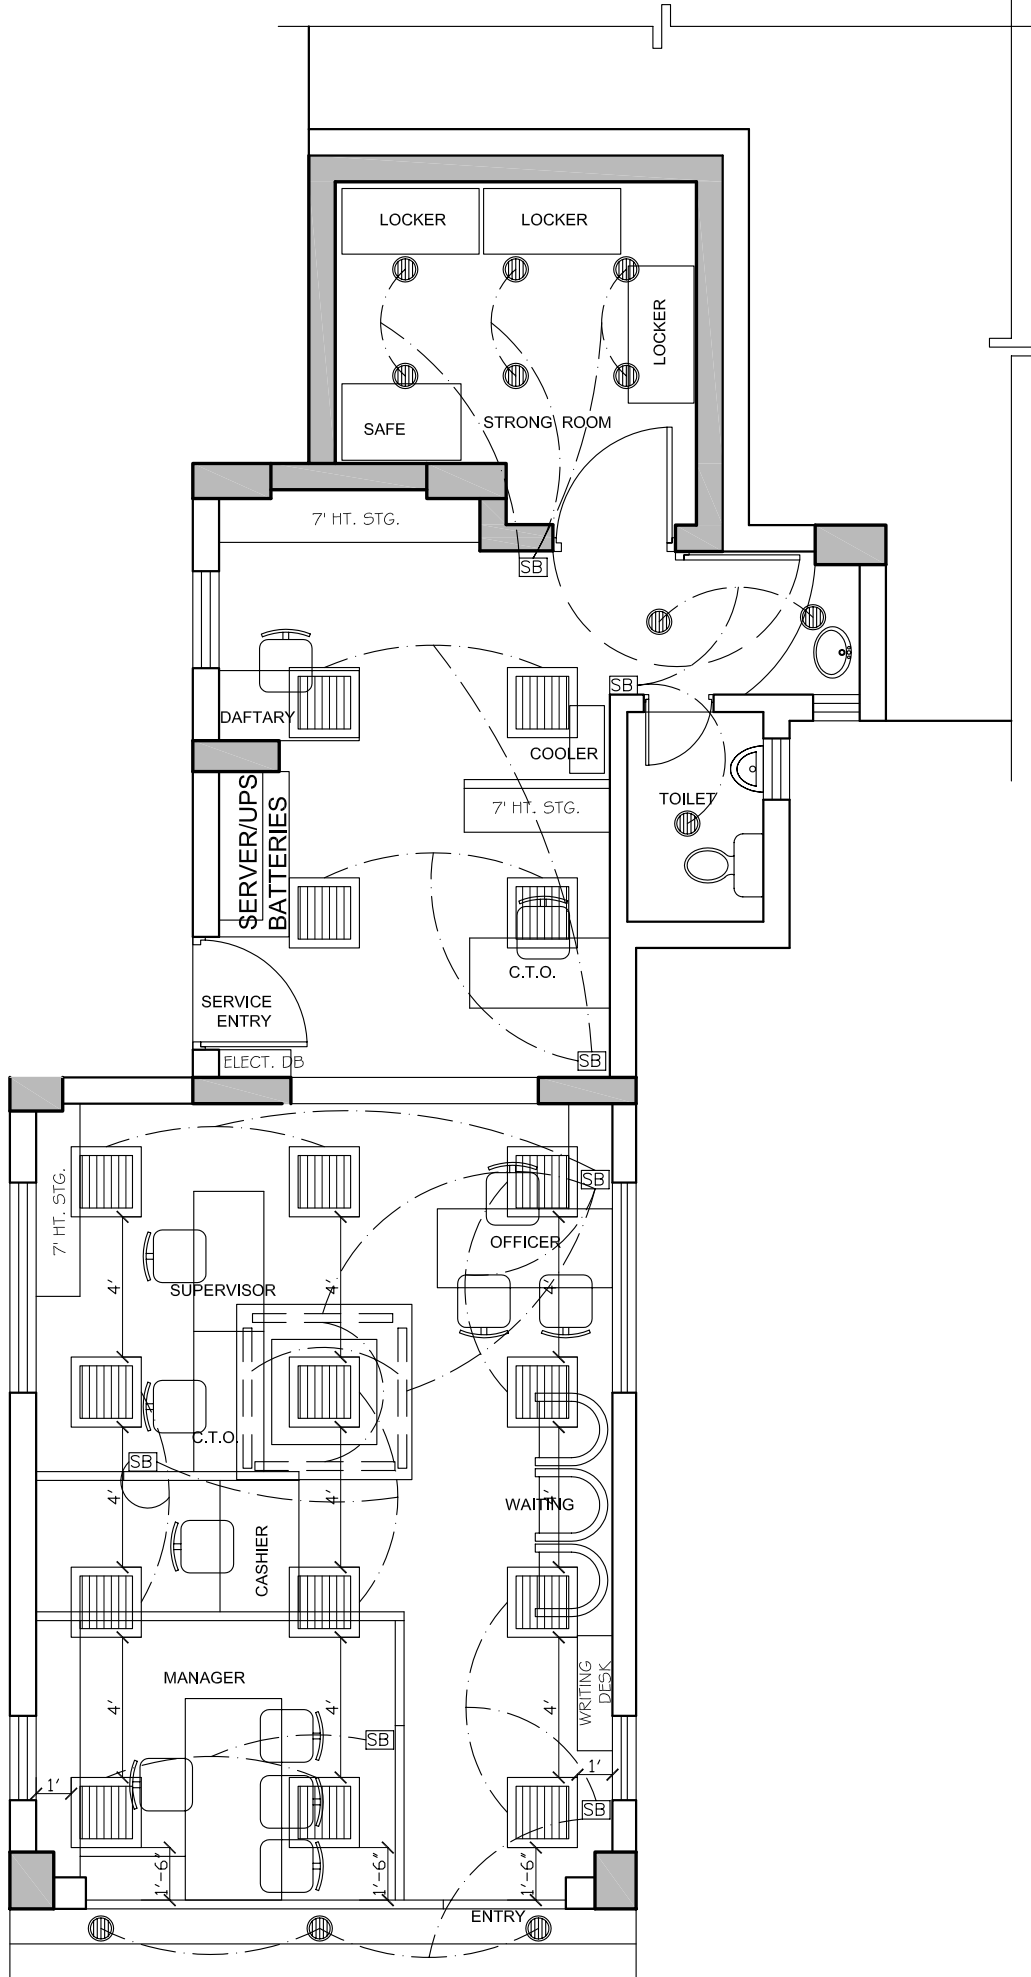 LOCKER
LOCKER
LOCKER
SAFE
STRONG ROOM
7' HT. STG.
SB
SB
DAFTARY
COOLER
SERVER/UPS
BATTERIES
7' HT. STG.
TOILET
C.T.O.
SERVICE
ENTRY
ELECT. DB
SB
7' HT. STG.
SB
OFFICER
4'
4'
4'
SUPERVISOR
C.T.O.
SB
4'
4'
4'
WAITING
CASHIER
MANAGER
WRITING
DESK
4'
4'
4'
SB
1'
1'
SB
1'-6"
1'-6"
1'-6"
ENTRY